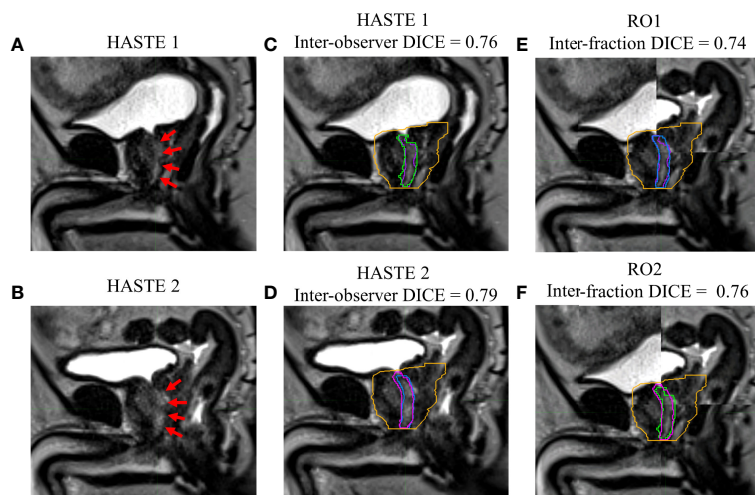 A
HASTE 1
B
HASTE 2
C
HASTE 1
Inter-observer DICE = 0.76
D
HASTE 2
Inter-observer DICE = 0.79
E
RO1
Inter-fraction DICE = 0.74
F
RO2
Inter-fraction DICE = 0.76